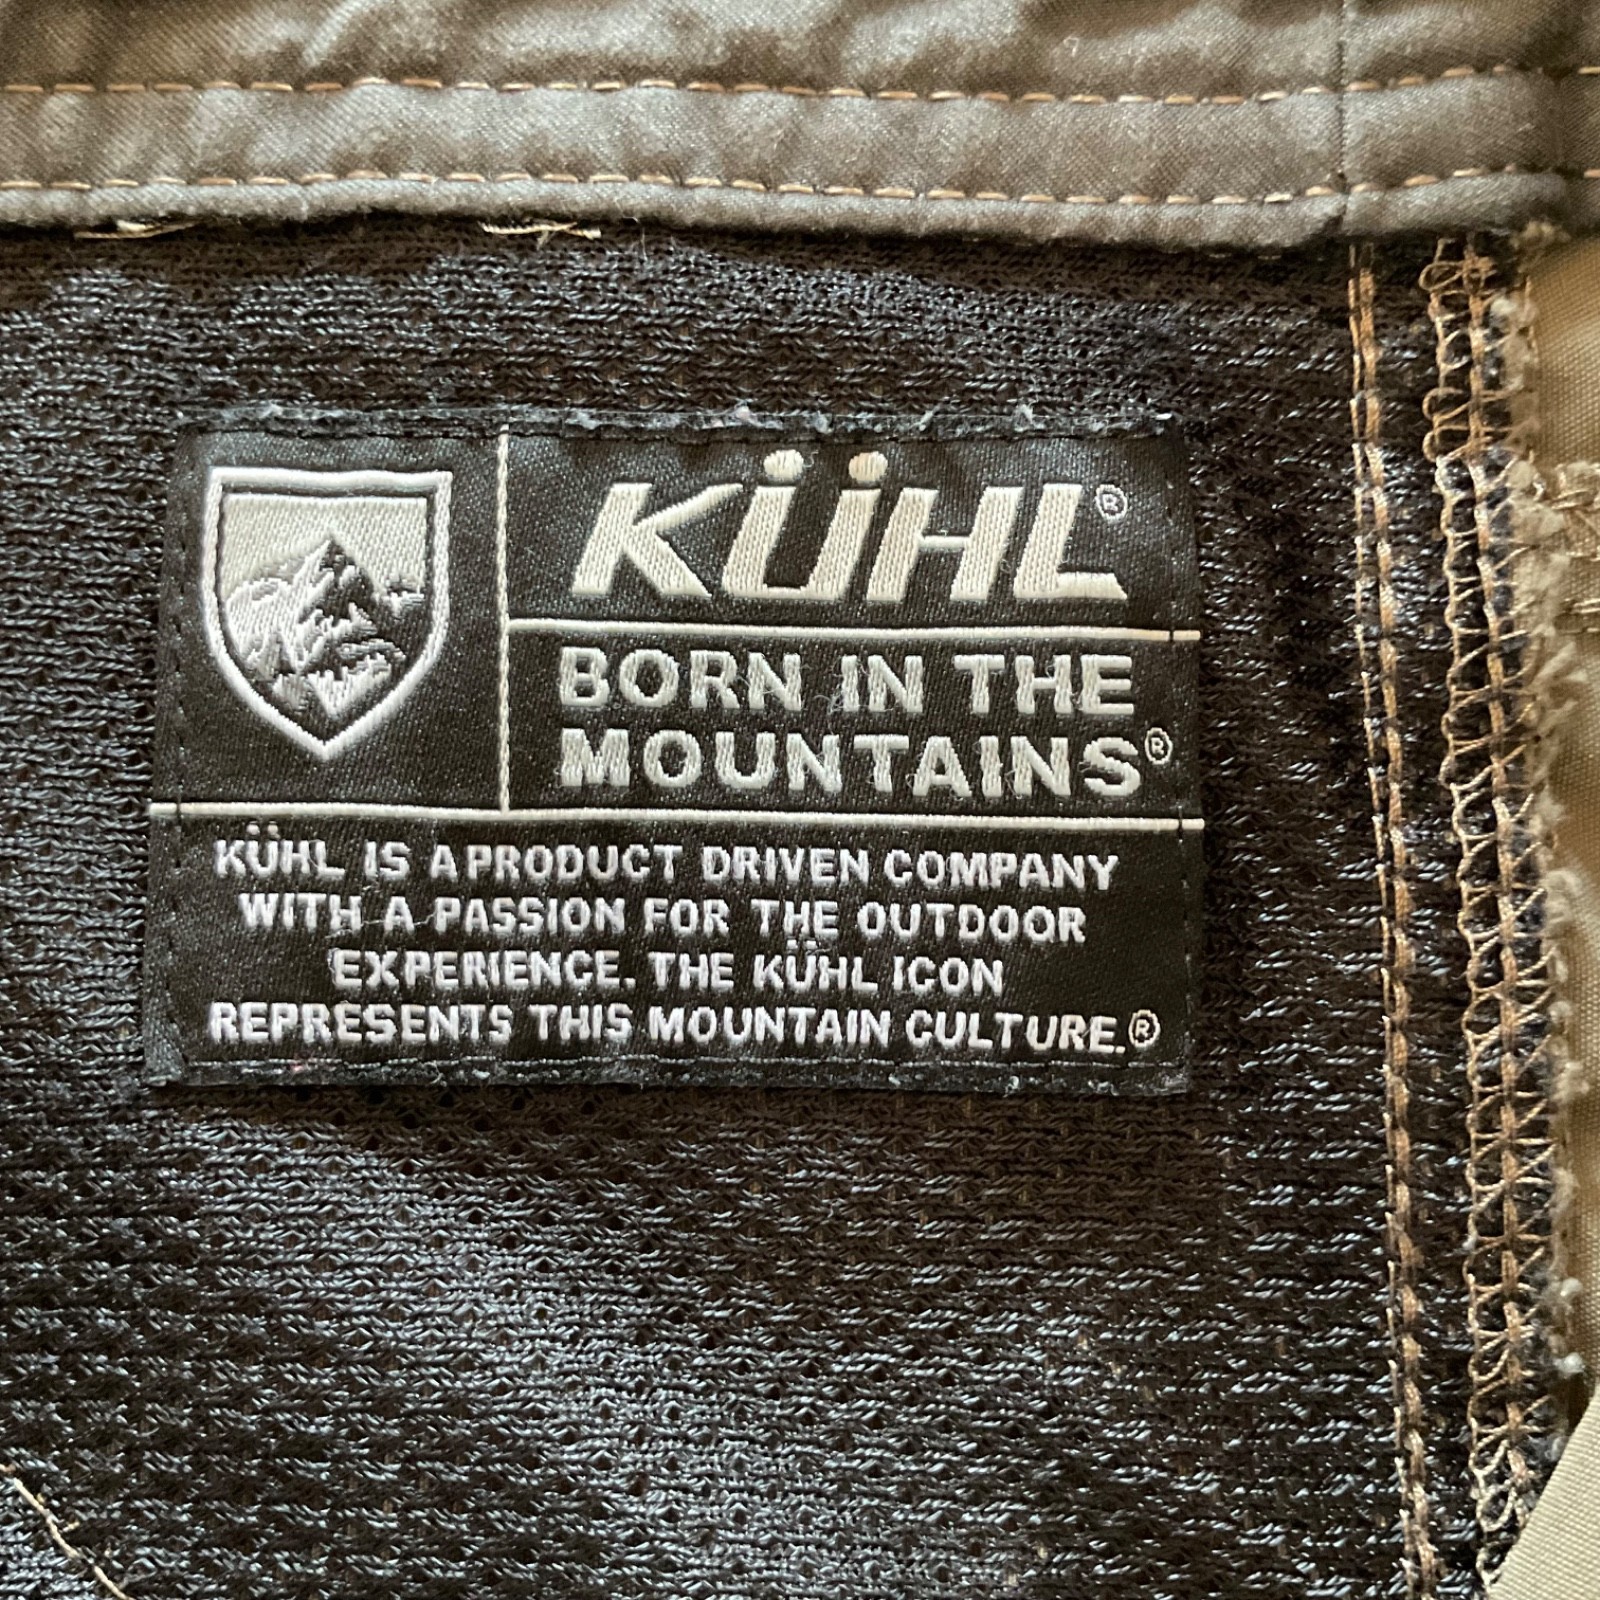 KÜHL®
BORN IN THE
MOUNTAINS®
KÜHL IS A PRODUCT DRIVEN COMPANY
WITH A PASSION FOR THE OUTDOOR
EXPERIENCE. THE KÜHL ICON
REPRESENTS THIS MOUNTAIN CULTURE.®